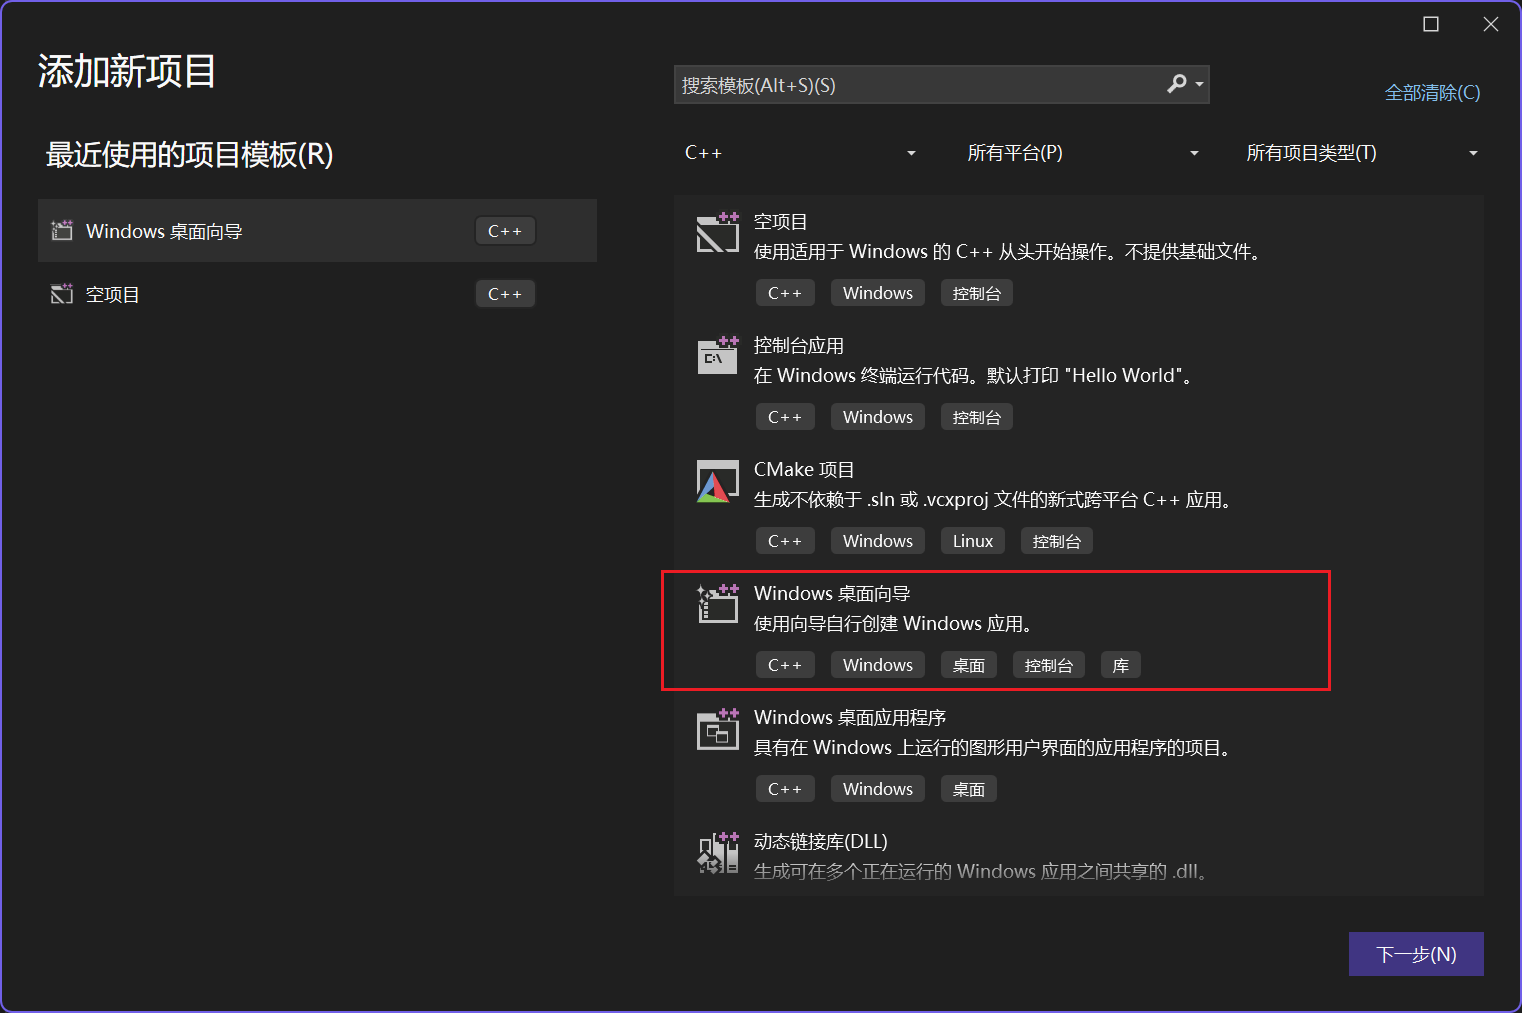 添加新项目
搜索模板(Alt+S)(S)
全部清除(C)
最近使用的项目模板(R)
C++
所有平台(P)
所有项目类型(T)
Windows 桌面向导
C++
空项目
C++
空项目
使用适用于 Windows 的 C++ 从头开始操作。不提供基础文件。
C++ Windows 控制台
控制台应用
C:\
在 Windows 终端运行代码。默认打印 "Hello World"。
C++ Windows 控制台
CMake 项目
生成不依赖于 .sln 或 .vcxproj 文件的新式跨平台 C++ 应用。
C++ Windows Linux 控制台
Windows 桌面向导
使用向导自行创建 Windows 应用。
C++ Windows 桌面 控制台 库
Windows 桌面应用程序
具有在 Windows 上运行的图形用户界面的应用程序的项目。
C++ Windows 桌面
动态链接库(DLL)
生成可在多个正在运行的 Windows 应用之间共享的 .dll。
下一步(N)